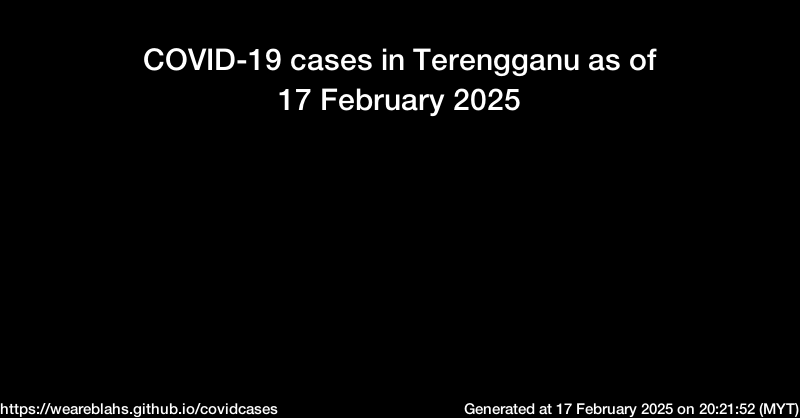 COVID-19 cases in Terengganu as of
17 February 2025
https://weareblahs.github.io/covidcases
Generated at 17 February 2025 on 20:21:52 (MYT)